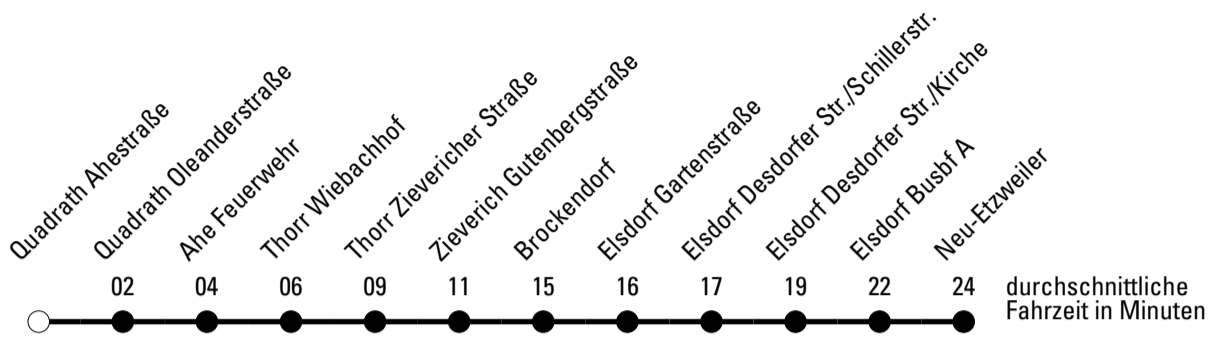 Quadrath Ahestraße
Quadrath Oleanderstraße
Ahe Feuerwehr
Thorr Wiebachhof
Thorr Zievericher Straße
Zieverich Gutenbergstraße
Brockendorf
Elsdorf Gartenstraße
Elsdorf Desdorfer Str./Schillerstr.
Elsdorf Desdorfer Str./Kirche
Elsdorf Busbf A
Neu-Etzweiler
02 04 06 09 11 15 16 17 19 22 24
durchschnittliche
Fahrzeit in Minuten